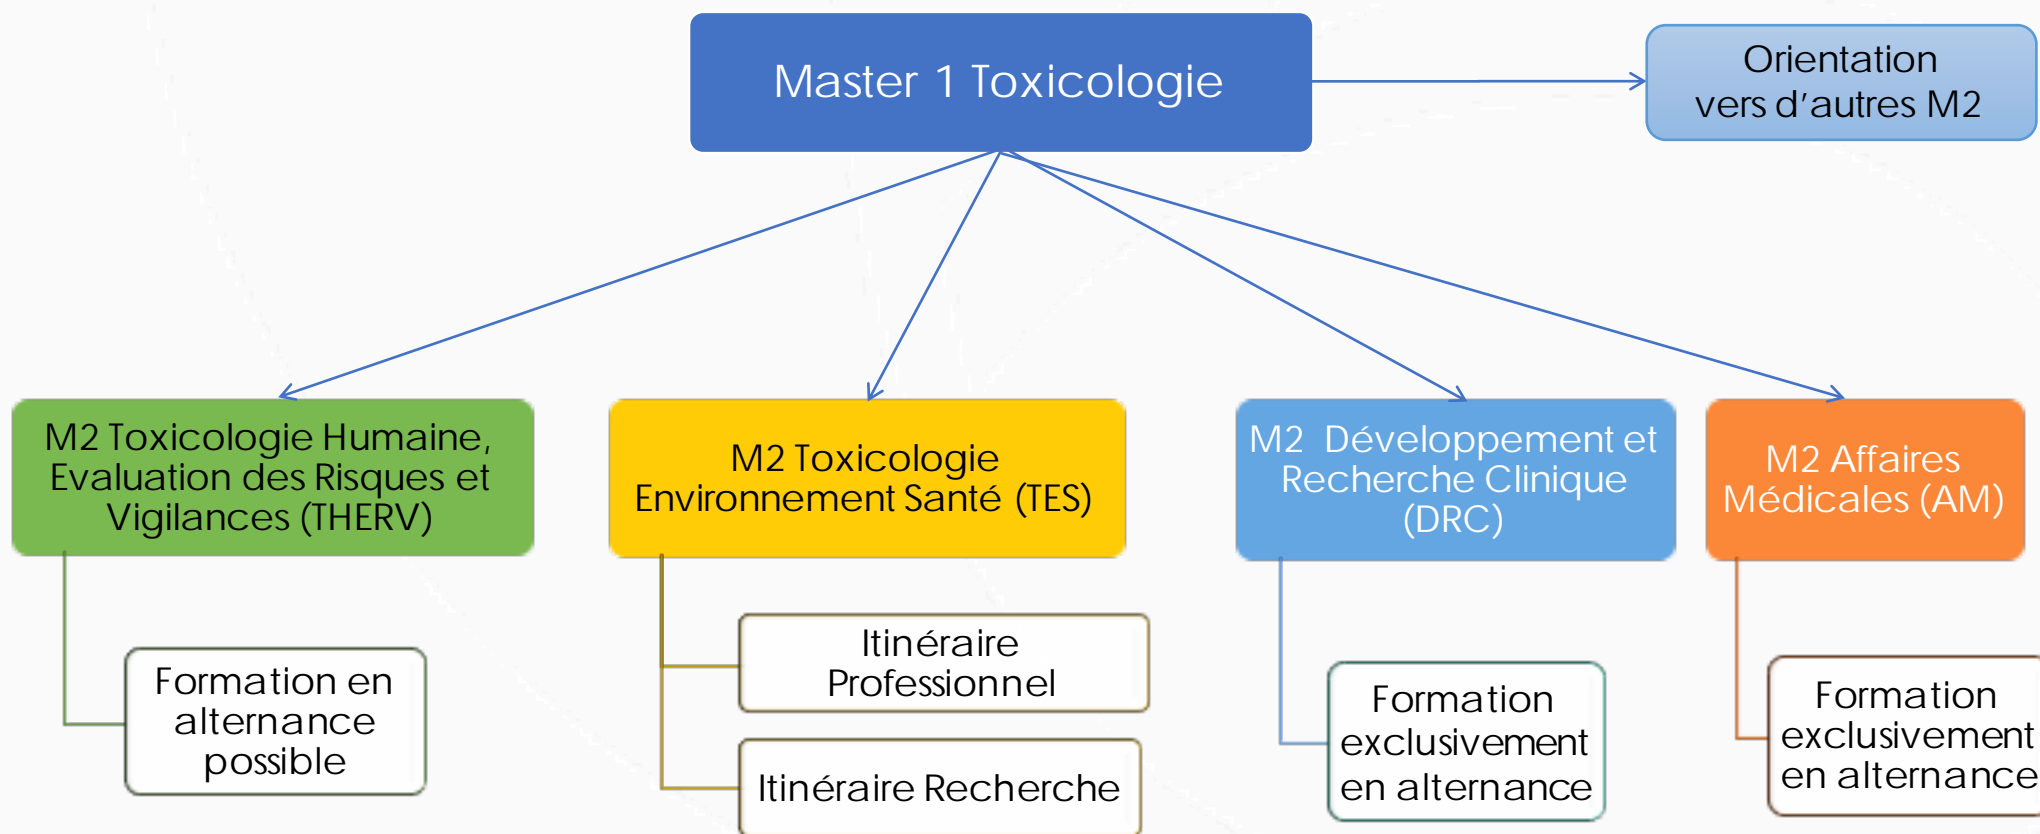 Master 1 Toxicologie
Orientation
vers d'autres M2
M2 Toxicologie Humaine,
Evaluation des Risques et
Vigilances (THERV)
M2 Toxicologie
Environnement Santé (TES)
M2 Développement et
Recherche Clinique
(DRC)
M2 Affaires
Médicales (AM)
Formation en
alternance
possible
Itinéraire
Professionnel
Itinéraire Recherche
Formation
exclusivement
en alternance
Formation
exclusivement
en alternance